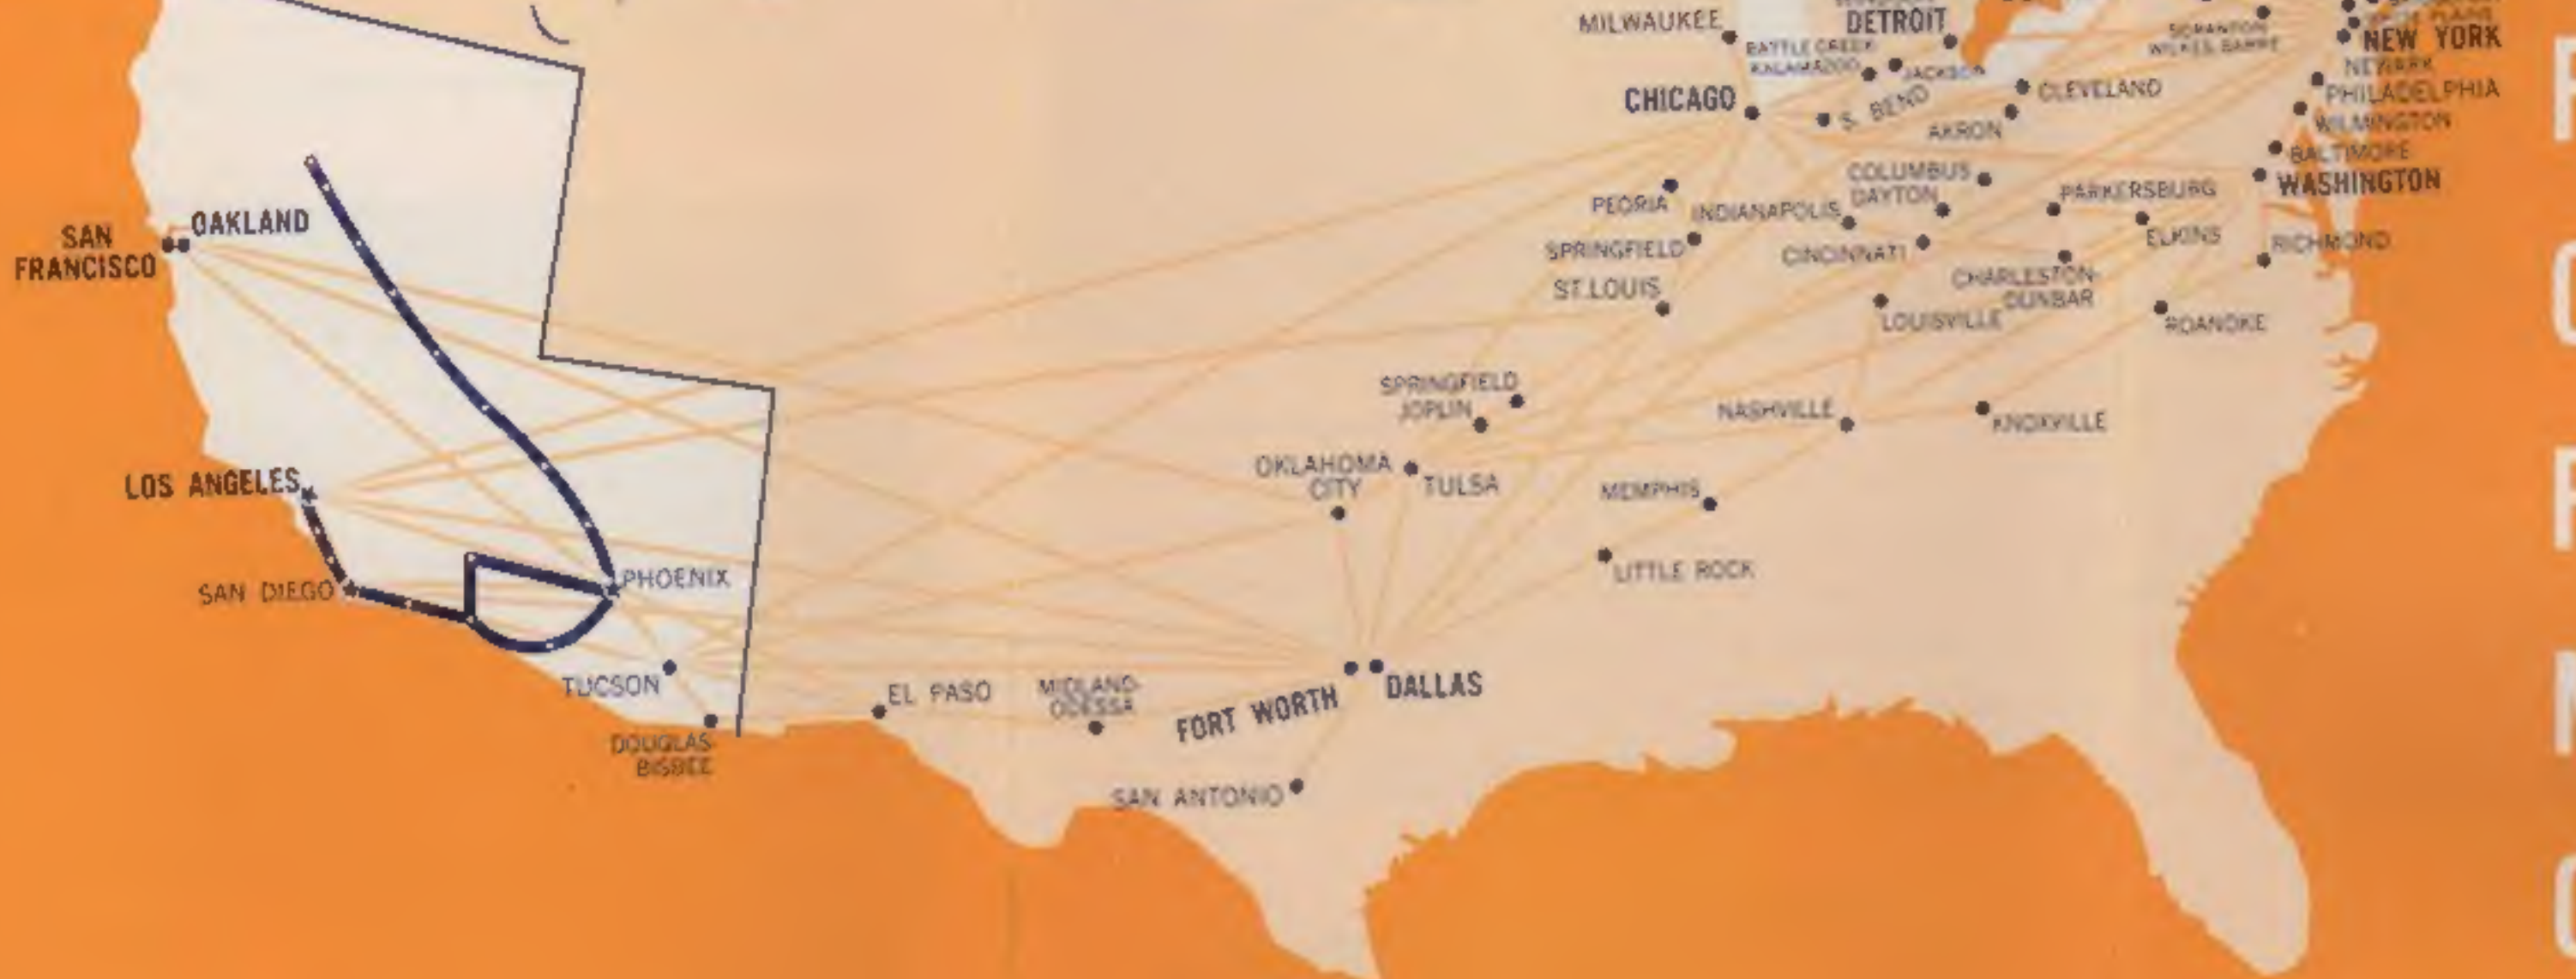 MILWAUKEE
DETROIT
BATTLE CREEK
KALAMAZOO
JACKSON
SCRANTON
WILKES BARRE
NEW YORK
NEWARK
CHICAGO
S. BEND
CLEVELAND
AKRON
PHILADELPHIA
WILMINGTON
BALTIMORE
WASHINGTON
COLUMBUS
DAYTON
PARKERSBURG
PEORIA
INDIANAPOLIS
ELKINS
RICHMOND
SPRINGFIELD
CINCINNATI
CHARLESTON-
DUNBAR
ST. LOUIS
LOUISVILLE
ROANOKE
OAKLAND
SAN
FRANCISCO
SPRINGFIELD
JOPLIN
NASHVILLE
KNOXVILLE
OKLAHOMA
CITY
TULSA
MEMPHIS
LITTLE ROCK
LOS ANGELES
SAN DIEGO
PHOENIX
TUCSON
DOUGLAS
BISBEE
EL PASO
MIDLAND-
ODESSA
FORT WORTH
DALLAS
SAN ANTONIO